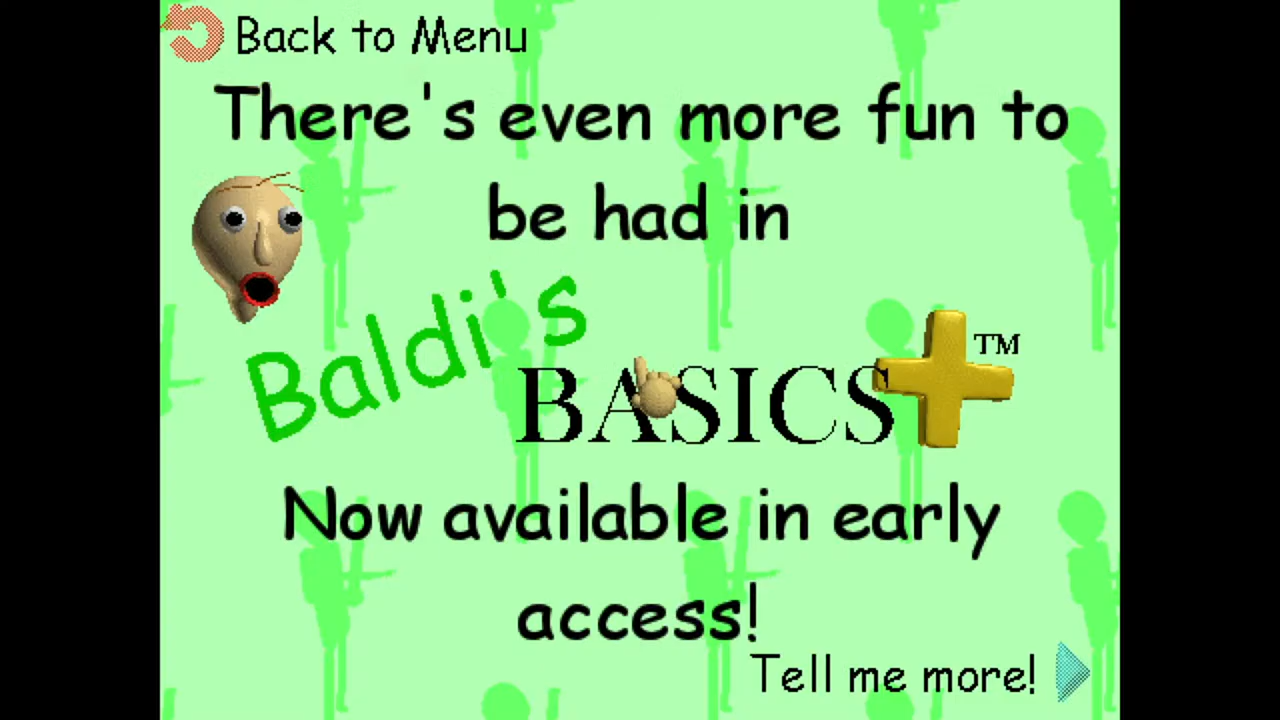 Back to Menu
There's even more fun to
be had in
Baldi's
BASICS+™
Now available in early
access!
Tell me more!